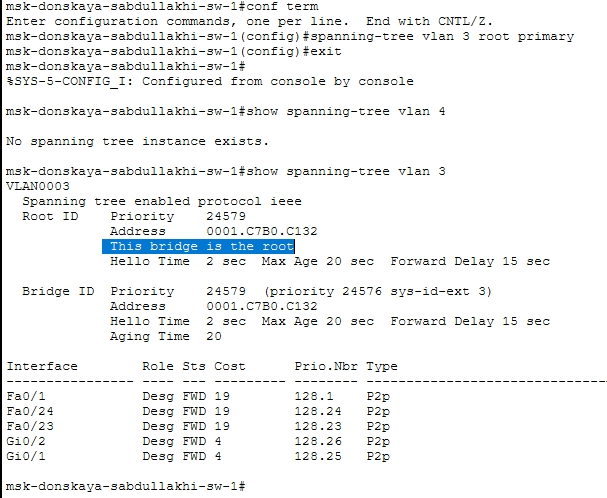 msk-donskaya-sabdullakhi-sw-1#conf term
Enter configuration commands, one per line.  End with CNTL/Z.
msk-donskaya-sabdullakhi-sw-1(config)#spanning-tree vlan 3 root primary
msk-donskaya-sabdullakhi-sw-1(config)#exit
msk-donskaya-sabdullakhi-sw-1#
%SYS-5-CONFIG_I: Configured from console by console
msk-donskaya-sabdullakhi-sw-1#show spanning-tree vlan 4
No spanning tree instance exists.
msk-donskaya-sabdullakhi-sw-1#show spanning-tree vlan 3
VLAN0003
  Spanning tree enabled protocol ieee
  Root ID    Priority    24579
             Address     0001.C7B0.C132
             This bridge is the root
             Hello Time  2 sec  Max Age 20 sec  Forward Delay 15 sec
  Bridge ID  Priority    24579  (priority 24576 sys-id-ext 3)
             Address     0001.C7B0.C132
             Hello Time  2 sec  Max Age 20 sec  Forward Delay 15 sec
             Aging Time  20
Interface        Role Sts Cost      Prio.Nbr Type
---------------- ---- --- --------- -------- --------------------------------
Fa0/1            Desg FWD 19        128.1    P2p
Fa0/24           Desg FWD 19        128.24   P2p
Fa0/23           Desg FWD 19        128.23   P2p
Gi0/2            Desg FWD 4         128.26   P2p
Gi0/1            Desg FWD 4         128.25   P2p
msk-donskaya-sabdullakhi-sw-1#